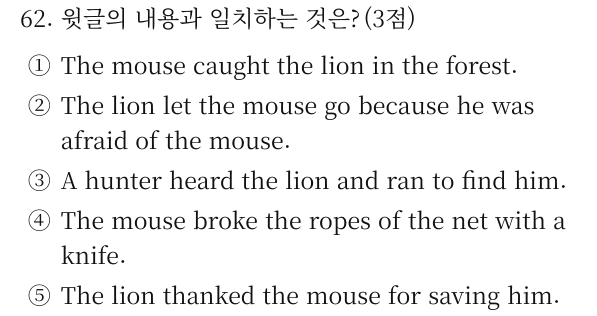 62. 윗글의 내용과 일치하는 것은? (3점)
① The mouse caught the lion in the forest.
② The lion let the mouse go because he was
afraid of the mouse.
③ A hunter heard the lion and ran to find him.
④ The mouse broke the ropes of the net with a
knife.
⑤ The lion thanked the mouse for saving him.